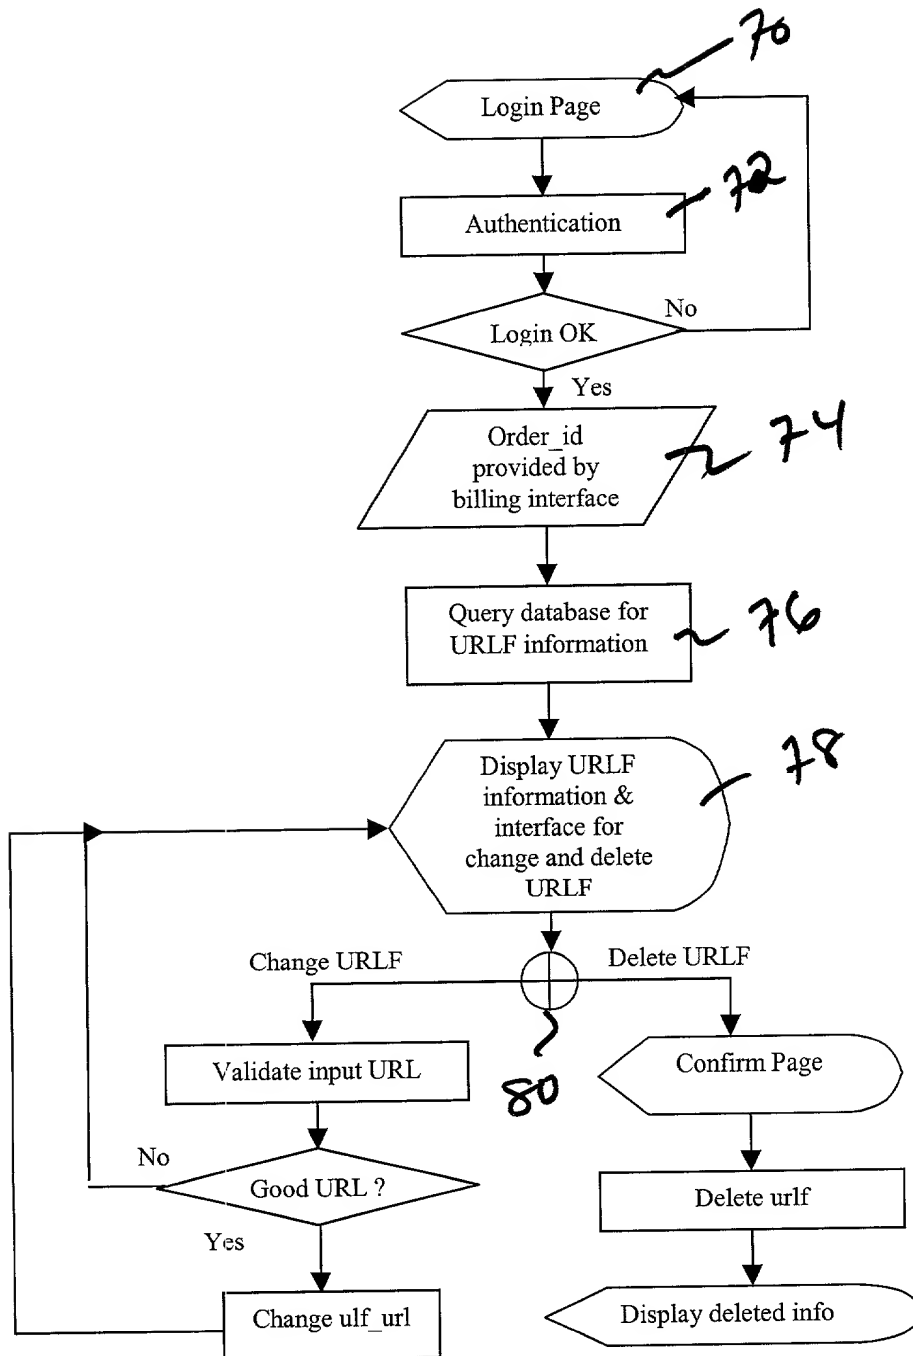 70
Login Page
72
Authentication
No
Login OK
Yes
74
Order_id
provided by
billing interface
76
Query database for
URLF information
78
Display URLF
information &
interface for
change and delete
URLF
Change URLF
Delete URLF
Validate input URL
80
Confirm Page
No
Good URL ?
Delete urlf
Yes
Change ulf_url
Display deleted info